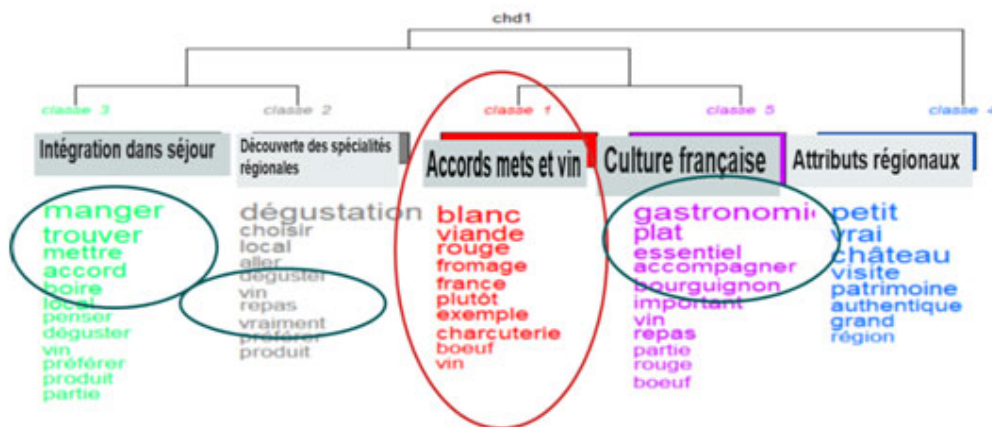 chd1
classe 3
classe 2
classe 1
classe 5
classe 4
Intégration dans séjour
Découverte des spécialités
régionales
Accords mets et vin
Culture française
Attributs régionaux
manger
trouver
mettre
accord
boire
local
penser
déguster
vin
préférer
produit
partie
dégustation
choisir
local
aller
déguster
vin
repas
vraiment
préférer
produit
blanc
viande
rouge
fromage
france
plutôt
exemple
charcuterie
boeuf
vin
gastronomi
plat
essentiel
accompagner
bourguignon
important
vin
repas
partie
rouge
boeuf
petit
vrai
château
visite
patrimoine
authentique
grand
région